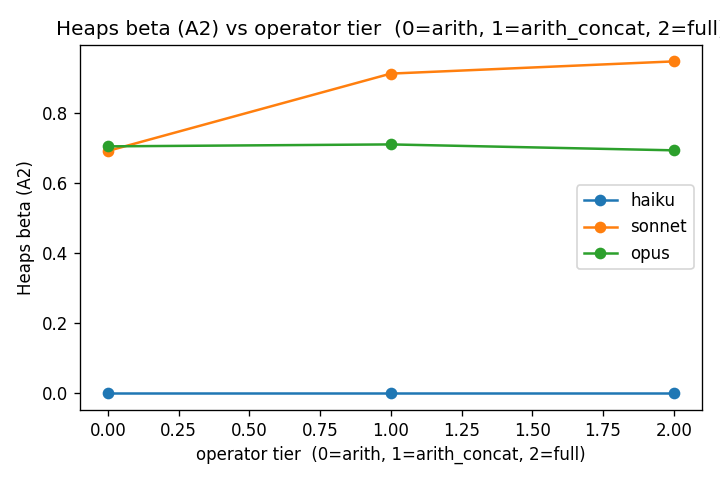 Heaps beta (A2) vs operator tier  (0=arith, 1=arith_concat, 2=full
Heaps beta (A2)
0.8
0.6
0.4
0.2
0.0
haiku
sonnet
opus
0.00 0.25 0.50 0.75 1.00 1.25 1.50 1.75 2.00
operator tier  (0=arith, 1=arith_concat, 2=full)